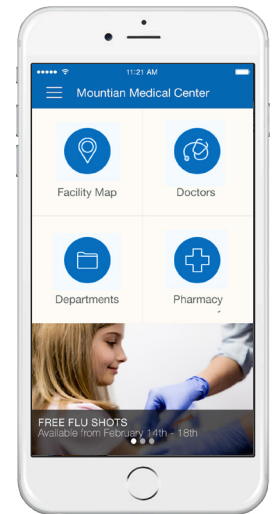 11:21 AM
Mountian Medical Center
Facility Map
Doctors
Departments
Pharmacy
FREE FLU SHOTS
Available from February 14th - 18th